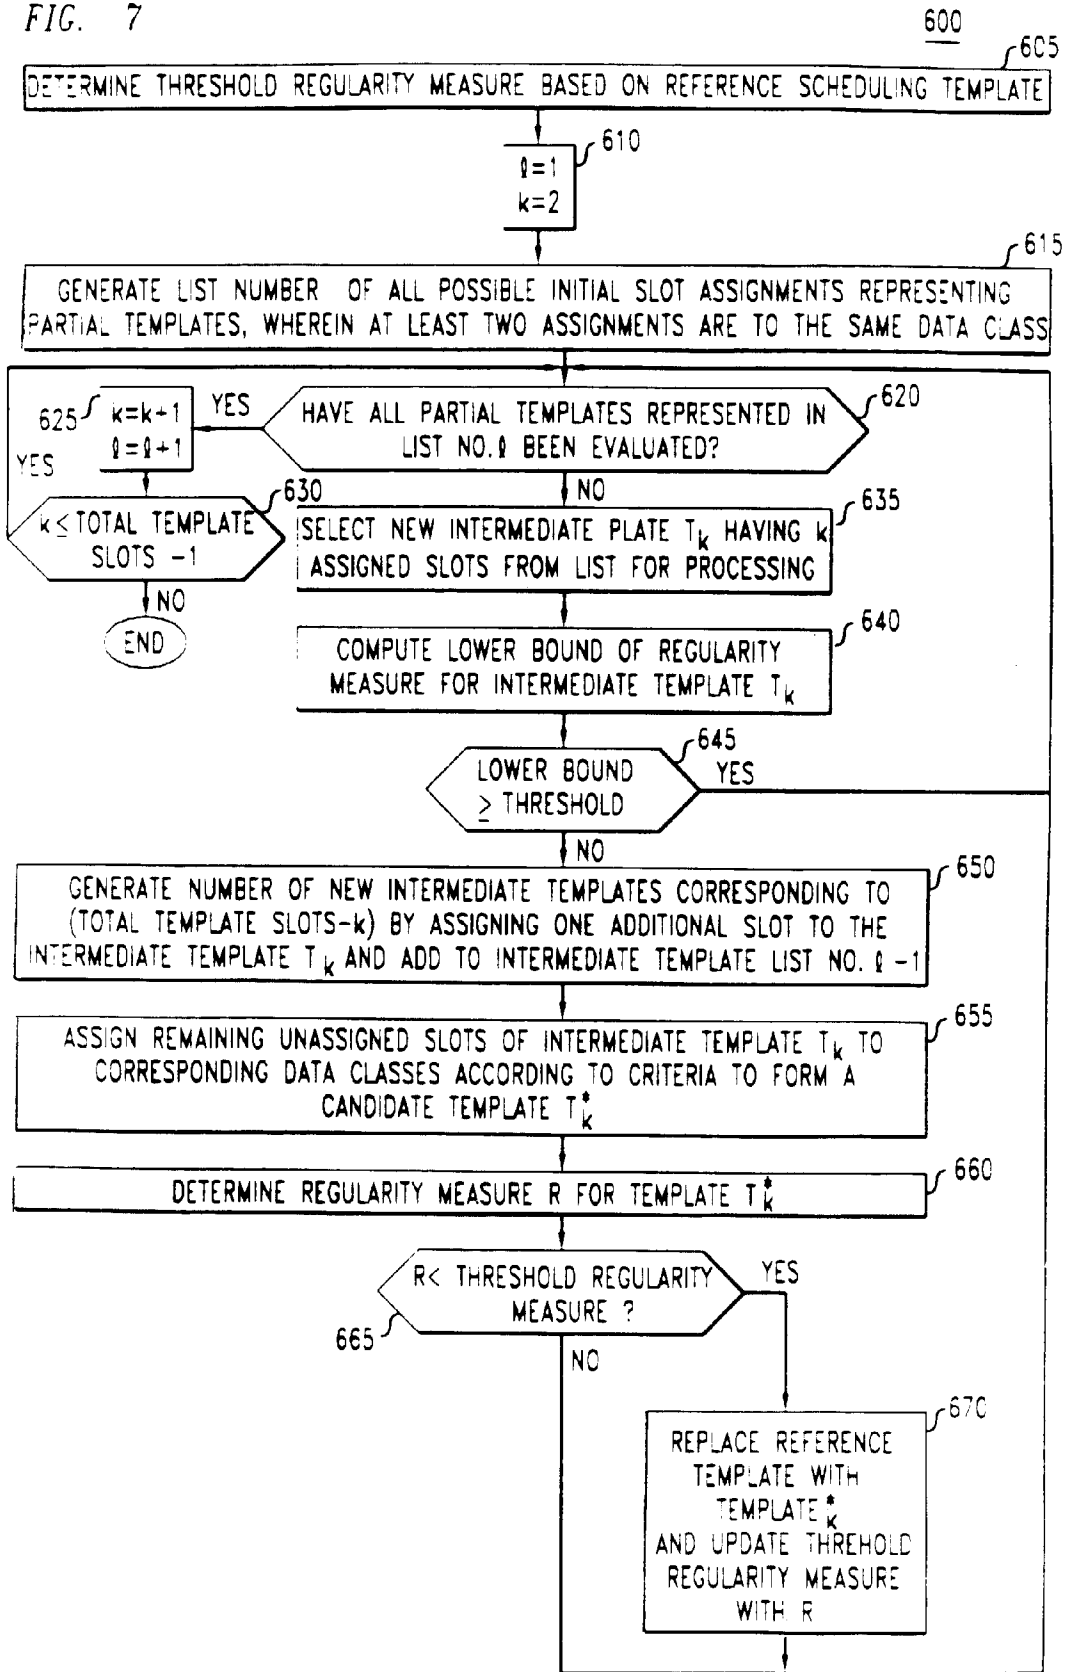 FIG. 7
600
605
DETERMINE THRESHOLD REGULARITY MEASURE BASED ON REFERENCE SCHEDULING TEMPLATE
610
ℓ=1
k=2
615
GENERATE LIST NUMBER OF ALL POSSIBLE INITIAL SLOT ASSIGNMENTS REPRESENTING
PARTIAL TEMPLATES, WHEREIN AT LEAST TWO ASSIGNMENTS ARE TO THE SAME DATA CLASS
620
HAVE ALL PARTIAL TEMPLATES REPRESENTED IN
LIST NO. ℓ BEEN EVALUATED?
YES
625
k=k+1
ℓ=ℓ+1
YES
630
k ≤ TOTAL TEMPLATE
SLOTS -1
NO
END
NO
635
SELECT NEW INTERMEDIATE PLATE Tk HAVING k
ASSIGNED SLOTS FROM LIST FOR PROCESSING
640
COMPUTE LOWER BOUND OF REGULARITY
MEASURE FOR INTERMEDIATE TEMPLATE Tk
645
LOWER BOUND
≥ THRESHOLD
YES
NO
650
GENERATE NUMBER OF NEW INTERMEDIATE TEMPLATES CORRESPONDING TO
(TOTAL TEMPLATE SLOTS-k) BY ASSIGNING ONE ADDITIONAL SLOT TO THE
INTERMEDIATE TEMPLATE Tk AND ADD TO INTERMEDIATE TEMPLATE LIST NO. ℓ -1
655
ASSIGN REMAINING UNASSIGNED SLOTS OF INTERMEDIATE TEMPLATE Tk TO
CORRESPONDING DATA CLASSES ACCORDING TO CRITERIA TO FORM A
CANDIDATE TEMPLATE T*k
660
DETERMINE REGULARITY MEASURE R FOR TEMPLATE T*k
R< THRESHOLD REGULARITY
MEASURE ?
665
YES
NO
670
REPLACE REFERENCE
TEMPLATE WITH
TEMPLATE*k
AND UPDATE THREHOLD
REGULARITY MEASURE
WITH R